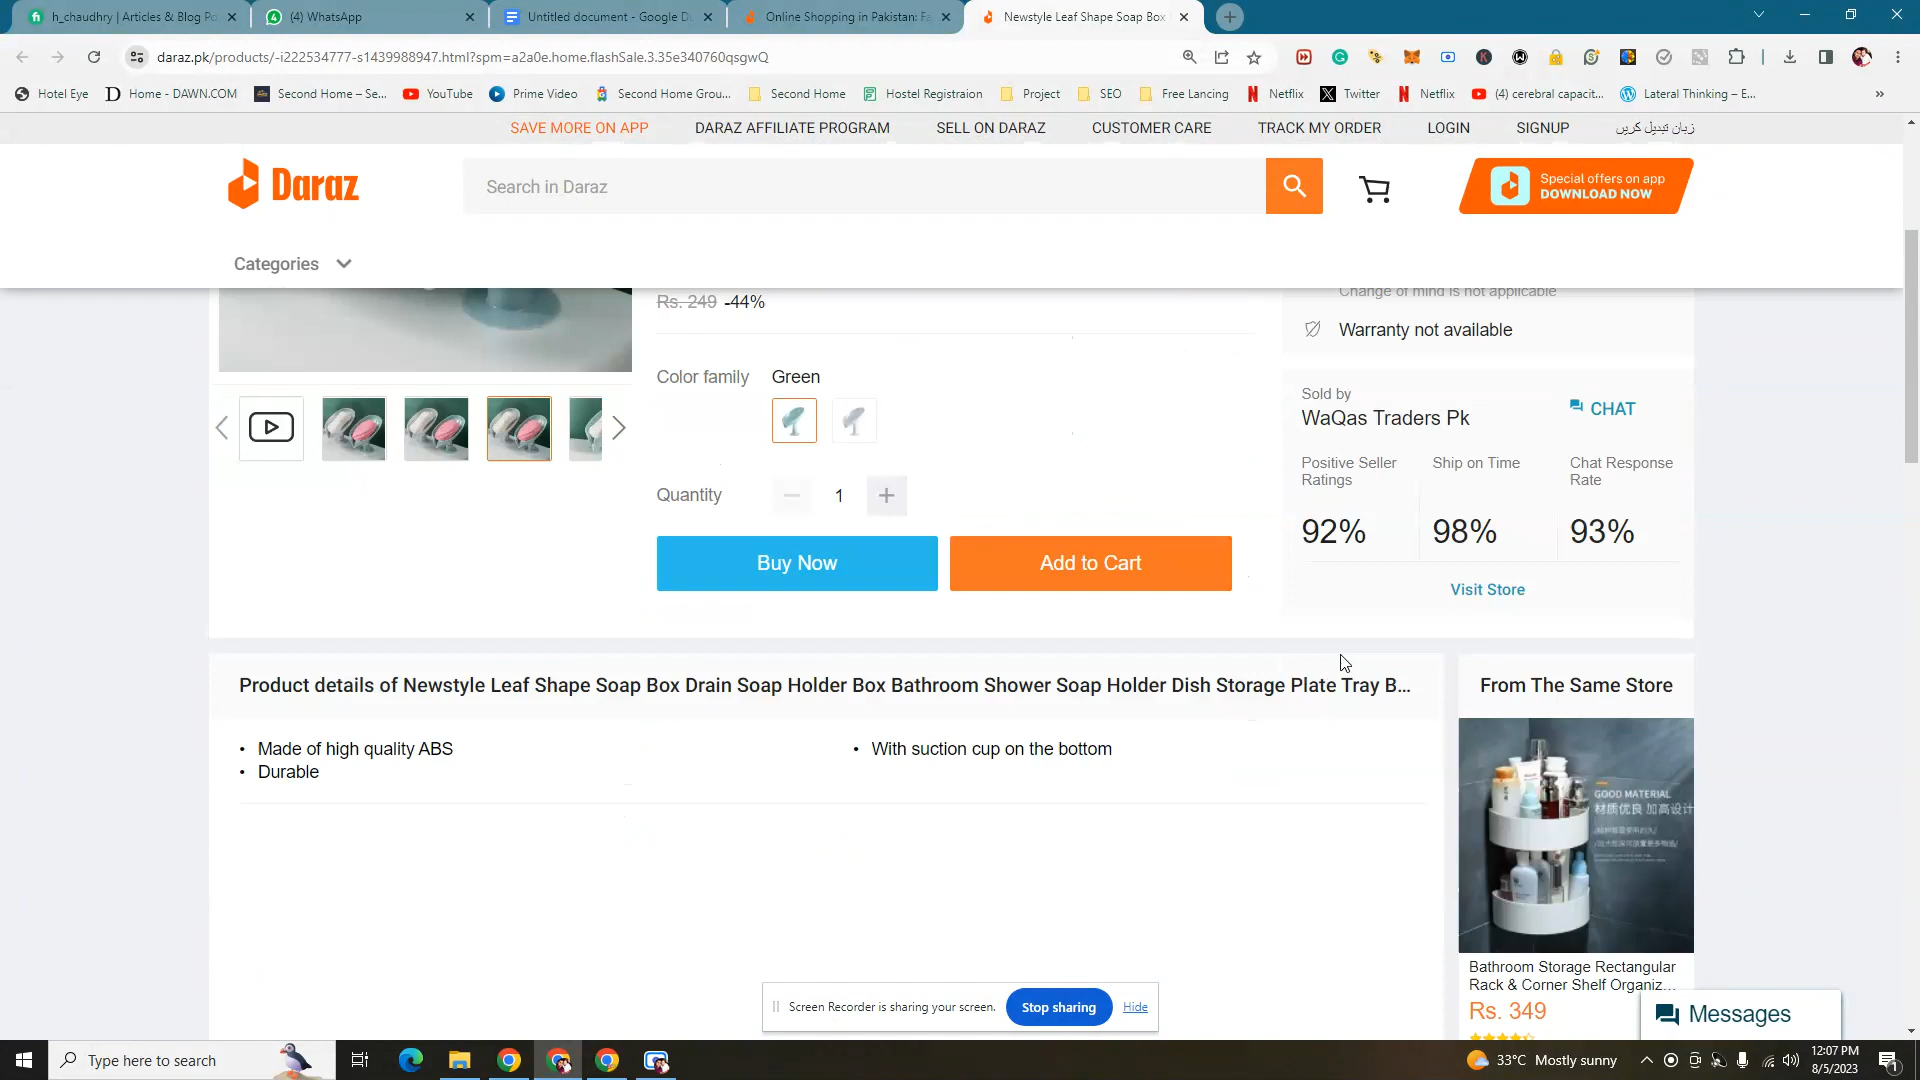 h_chaudhry | Articles & Blog Po
(4) WhatsApp
Untitled document - Google D
Online Shopping in Pakistan: Fa
Newstyle Leaf Shape Soap Box
daraz.pk/products/-i222534777-s1439988947.html?spm=a2a0e.home.flashSale.3.35e340760qsgwQ
Hotel Eye
Home - DAWN.COM
Second Home – Se...
YouTube
Prime Video
Second Home Grou...
Second Home
Hostel Registraion
Project
SEO
Free Lancing
Netflix
Twitter
Netflix
(4) cerebral capacit...
Lateral Thinking – E...
SAVE MORE ON APP
DARAZ AFFILIATE PROGRAM
SELL ON DARAZ
CUSTOMER CARE
TRACK MY ORDER
LOGIN
SIGNUP
زبان تبدیل کریں
Daraz
Search in Daraz
Special offers on app
DOWNLOAD NOW
Categories
Rs. 249 -44%
Change of mind is not applicable
Warranty not available
Color family Green
Sold by
WaQas Traders Pk
CHAT
Positive Seller Ratings
Ship on Time
Chat Response Rate
92%
98%
93%
Quantity
1
Buy Now
Add to Cart
Visit Store
Product details of Newstyle Leaf Shape Soap Box Drain Soap Holder Box Bathroom Shower Soap Holder Dish Storage Plate Tray B...
From The Same Store
• Made of high quality ABS
• With suction cup on the bottom
• Durable
GOOD MATERIAL
材质优良 加高设计
Bathroom Storage Rectangular
Rack & Corner Shelf Organiz...
Rs. 349
Messages
Screen Recorder is sharing your screen.
Stop sharing
Hide
Type here to search
33°C Mostly sunny
12:07 PM
8/5/2023
1